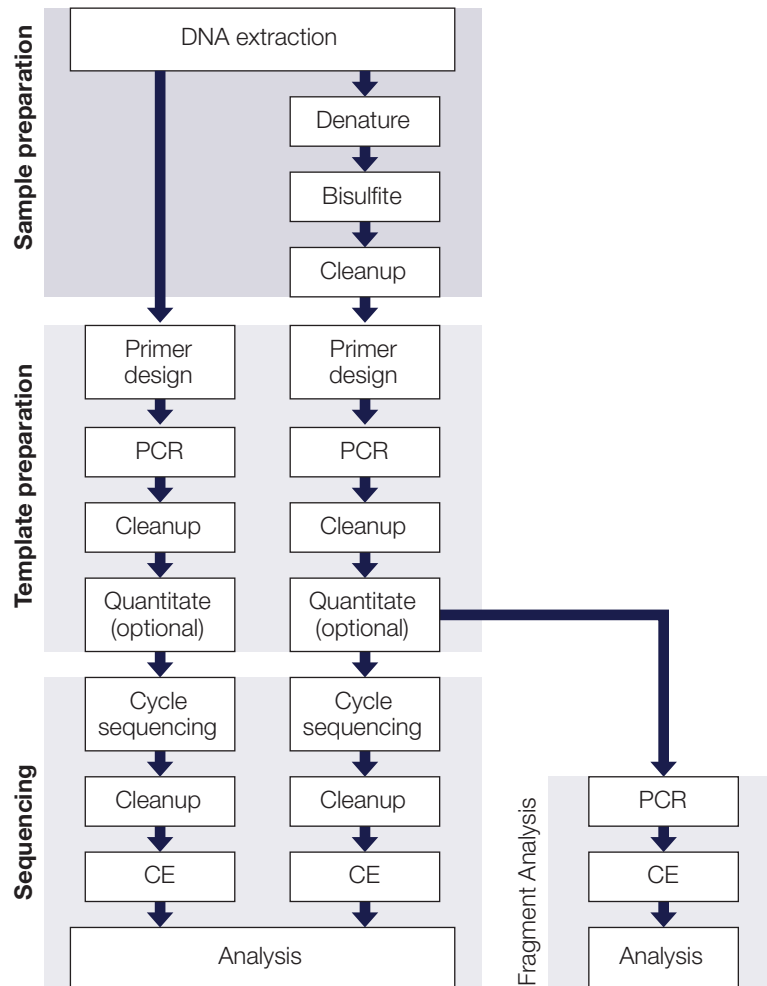 Sample preparation
DNA extraction
Denature
Bisulfite
Cleanup
Template preparation
Primer
design
Primer
design
PCR
PCR
Cleanup
Cleanup
Quantitate
(optional)
Quantitate
(optional)
Sequencing
Cycle
sequencing
Cycle
sequencing
Cleanup
Cleanup
CE
CE
Analysis
Fragment Analysis
PCR
CE
Analysis